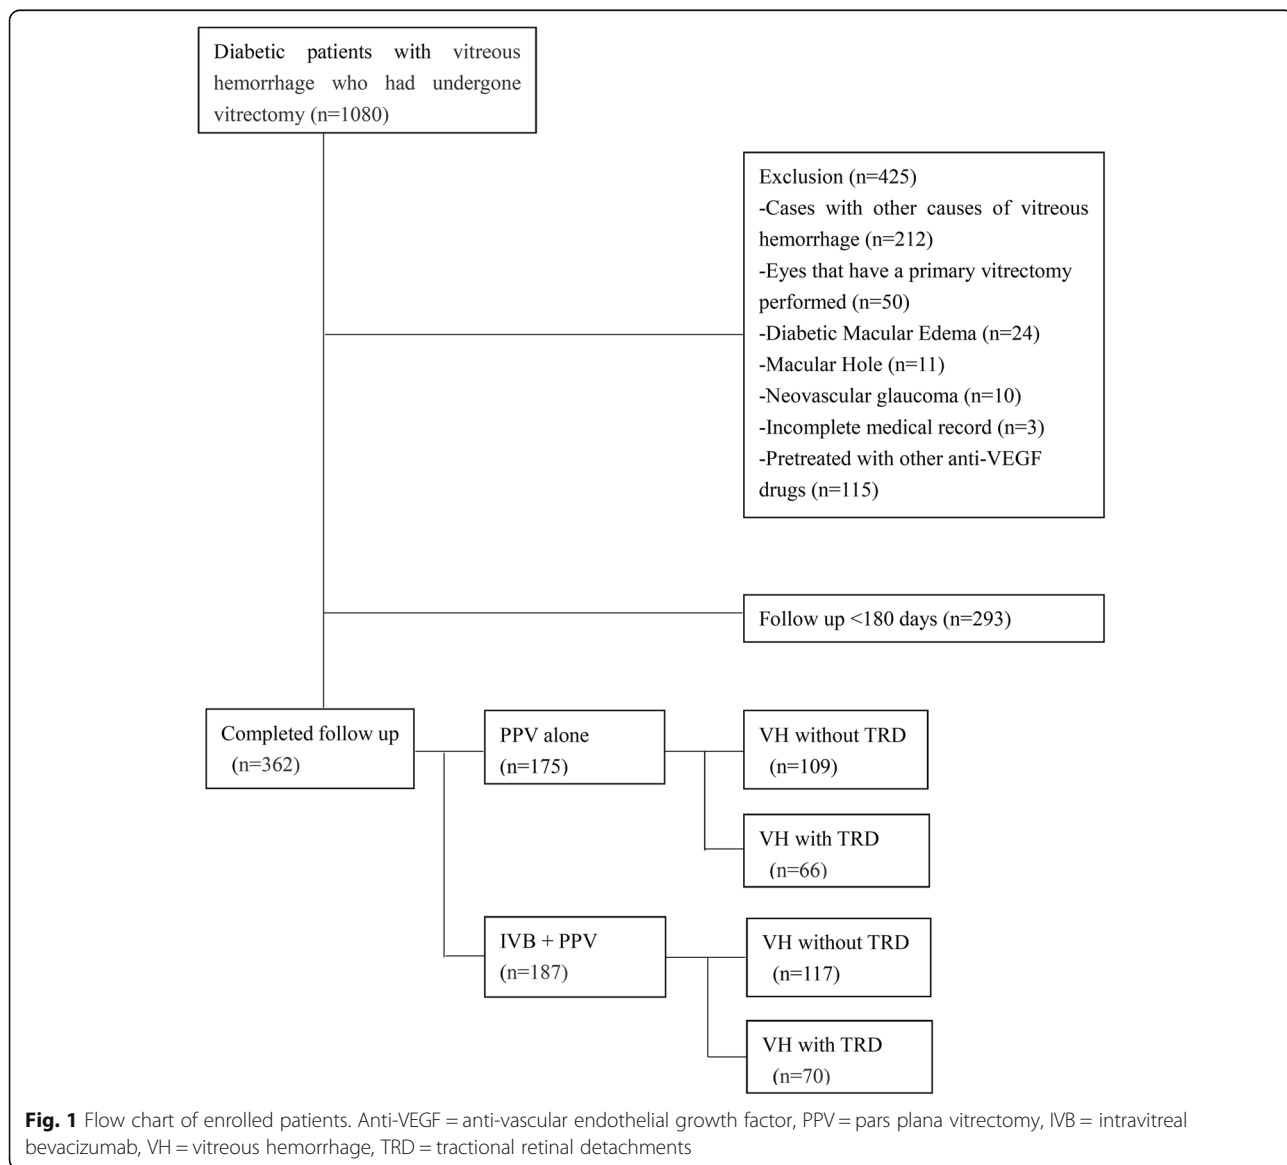 Diabetic patients with vitreous
hemorrhage who had undergone
vitrectomy (n=1080)
Exclusion (n=425)
-Cases with other causes of vitreous
hemorrhage (n=212)
-Eyes that have a primary vitrectomy
performed (n=50)
-Diabetic Macular Edema (n=24)
-Macular Hole (n=11)
-Neovascular glaucoma (n=10)
-Incomplete medical record (n=3)
-Pretreated with other anti-VEGF
drugs (n=115)
Follow up <180 days (n=293)
Completed follow up
(n=362)
PPV alone
(n=175)
VH without TRD
(n=109)
VH with TRD
(n=66)
IVB + PPV
(n=187)
VH without TRD
(n=117)
VH with TRD
(n=70)
Fig. 1 Flow chart of enrolled patients. Anti-VEGF = anti-vascular endothelial growth factor, PPV = pars plana vitrectomy, IVB = intravitreal
bevacizumab, VH = vitreous hemorrhage, TRD = tractional retinal detachments